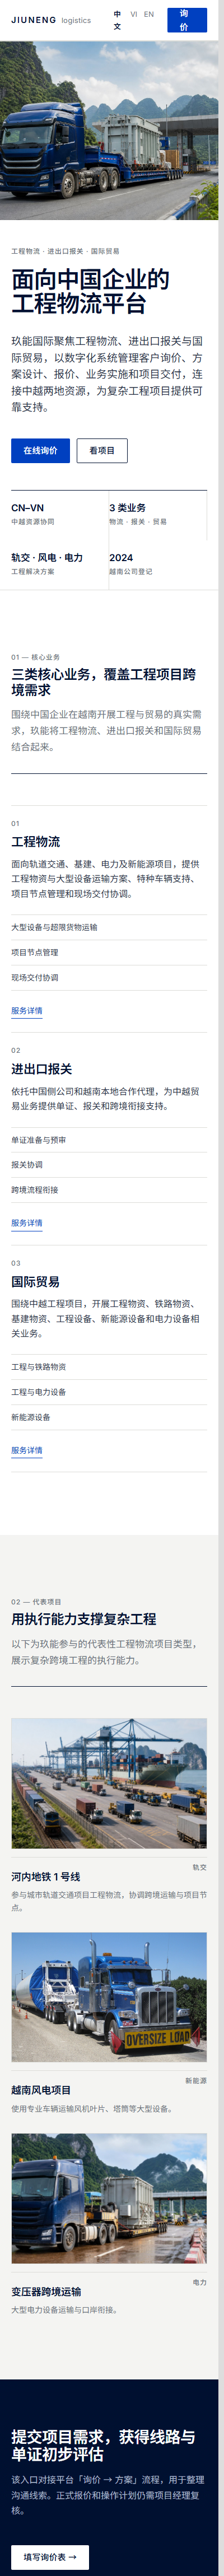 JIUNENG logistics
中
文
VI EN
询
价
工程物流 · 进出口报关 · 国际贸易
面向中国企业的
工程物流平台
玖能国际聚焦工程物流、进出口报关与国
际贸易，以数字化系统管理客户询价、方
案设计、报价、业务实施和项目交付，连
接中越两地资源，为复杂工程项目提供可
靠支持。
在线询价 看项目
CN–VN
中越资源协同
3 类业务
物流 · 报关 · 贸易
轨交 · 风电 · 电力
工程解决方案
2024
越南公司登记
01 — 核心业务
三类核心业务，覆盖工程项目跨
境需求
围绕中国企业在越南开展工程与贸易的真实需
求，玖能将工程物流、进出口报关和国际贸易
结合起来。
01
工程物流
面向轨道交通、基建、电力及新能源项目，提供
工程物资与大型设备运输方案、特种车辆支持、
项目节点管理和现场交付协调。
大型设备与超限货物运输
项目节点管理
现场交付协调
服务详情
02
进出口报关
依托中国侧公司和越南本地合作代理，为中越贸
易业务提供单证、报关和跨境衔接支持。
单证准备与预审
报关协调
跨境流程衔接
服务详情
03
国际贸易
围绕中越工程项目，开展工程物资、铁路物资、
基建物资、工程设备、新能源设备和电力设备相
关业务。
工程与铁路物资
工程与电力设备
新能源设备
服务详情
02 — 代表项目
用执行能力支撑复杂工程
以下为玖能参与的代表性工程物流项目类型，
展示复杂跨境工程的执行能力。
轨交
河内地铁 1 号线
参与城市轨道交通项目工程物流，协调跨境运输与项目节
点。
OVERSIZE LOAD
新能源
越南风电项目
使用专业车辆运输风机叶片、塔筒等大型设备。
电力
变压器跨境运输
大型电力设备运输与口岸衔接。
提交项目需求，获得线路与
单证初步评估
该入口对接平台「询价 → 方案」流程，用于整理
沟通线索。正式报价和操作计划仍需项目经理复
核。
填写询价表 →